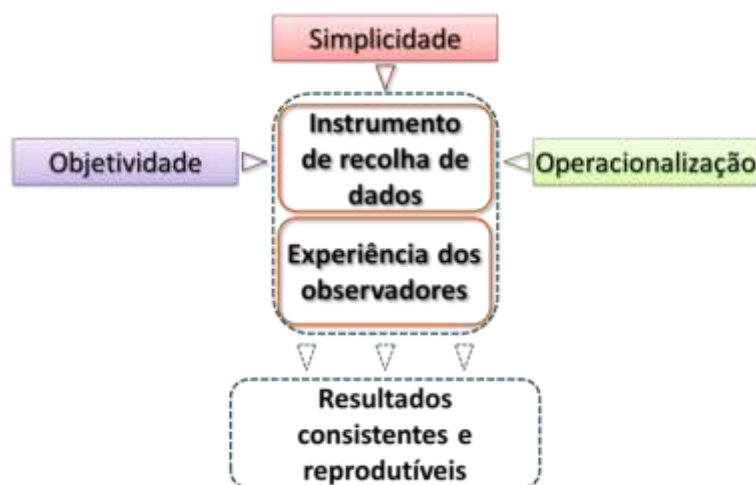 Simplicidade
Instrumento
de recolha de
dados
Objetividade
Operacionalização
Experiência dos
observadores
Resultados
consistentes e
reprodutíveis